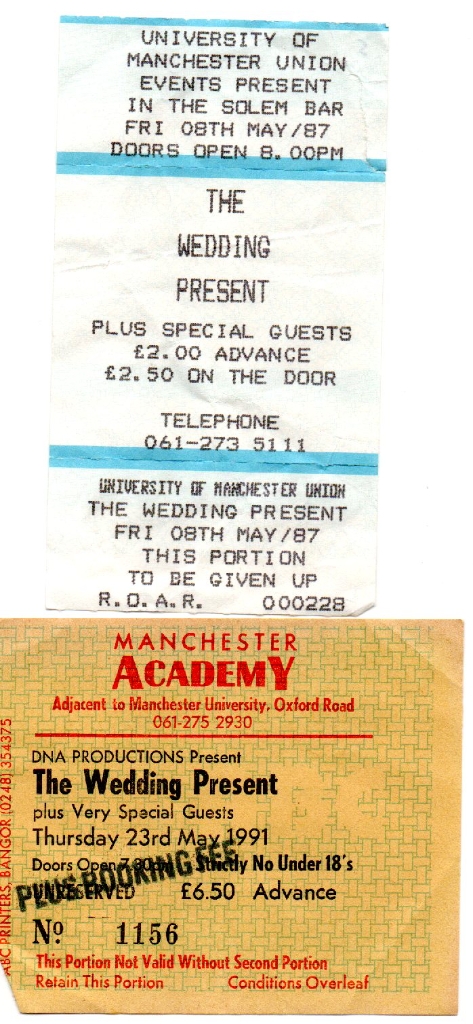 UNIVERSITY OF
MANCHESTER UNION
EVENTS PRESENT
IN THE SOLEM BAR
FRI 08TH MAY/87
DOORS OPEN 8.00PM
THE
WEDDING
PRESENT
PLUS SPECIAL GUESTS
£2.00 ADVANCE
£2.50 ON THE DOOR
TELEPHONE
061-273 5111
UNIVERSITY OF MANCHESTER UNION
THE WEDDING PRESENT
FRI 08TH MAY/87
THIS PORTION
TO BE GIVEN UP
R.O.A.R. 000228
MANCHESTER
ACADEMY
Adjacent to Manchester University, Oxford Road
061-275 2930
DNA PRODUCTIONS Present
The Wedding Present
plus Very Special Guests
Thursday 23rd May 1991
Doors Open 7.30pm Strictly No Under 18's
UNRESERVED £6.50 Advance
PLUS BOOKING FEE
No 1156
This Portion Not Valid Without Second Portion
Retain This Portion Conditions Overleaf
ABC PRINTERS, BANGOR (0248) 354375